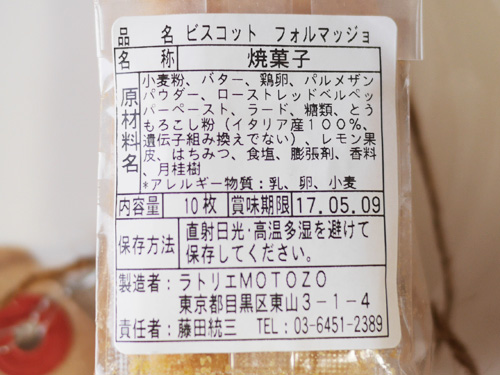 品 名 ビスコット フォルマッジョ
名 称 焼菓子
原材料名
小麦粉、バター、鶏卵、パルメザン
パウダー、ローストレッドベルペッ
パーペースト、ラード、糖類、とう
もろこし粉（イタリア産１００％、
遺伝子組み換えでない）、レモン果
皮、はちみつ、食塩、膨張剤、香料
、月桂樹
*アレルギー物質：乳、卵、小麦
内容量 10枚 賞味期限 17.05.09
保存方法 直射日光・高温多湿を避けて
保存してください。
製造者：ラトリエＭＯＴＯＺＯ
東京都目黒区東山３－１－４
責任者：藤田統三 TEL：03-6451-2389